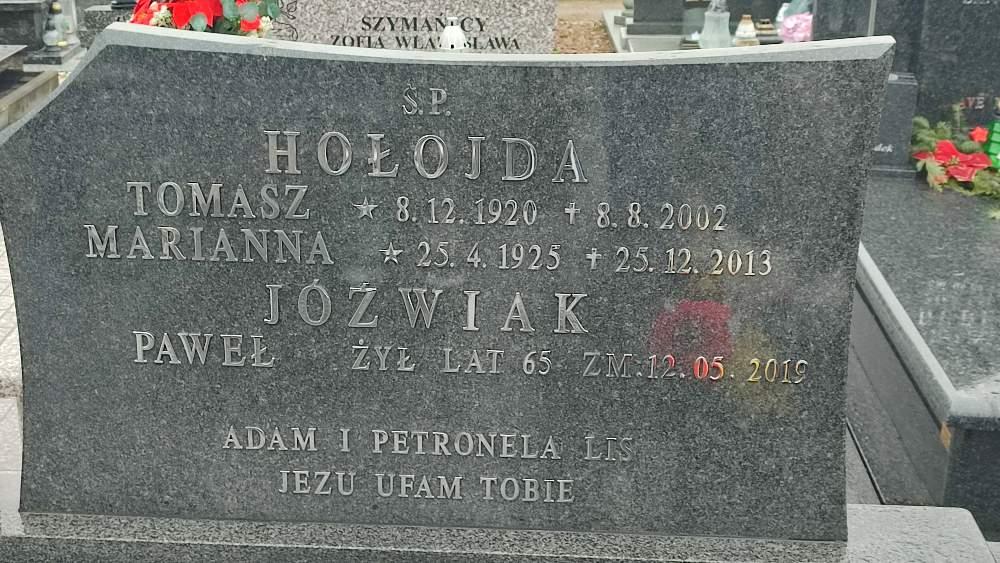 SZYMAŃSCY
ZOFIA WŁADYSŁAWA
Ś.P.
HOŁOJDA
TOMASZ ★ 8.12.1920 ✝ 8.8.2002
MARIANNA ★ 25.4.1925 ✝ 25.12.2013
JÓŹWIAK
PAWEŁ ŻYŁ LAT 65 ZM.12.05.2019
ADAM I PETRONELA LIS
JEZU UFAM TOBIE